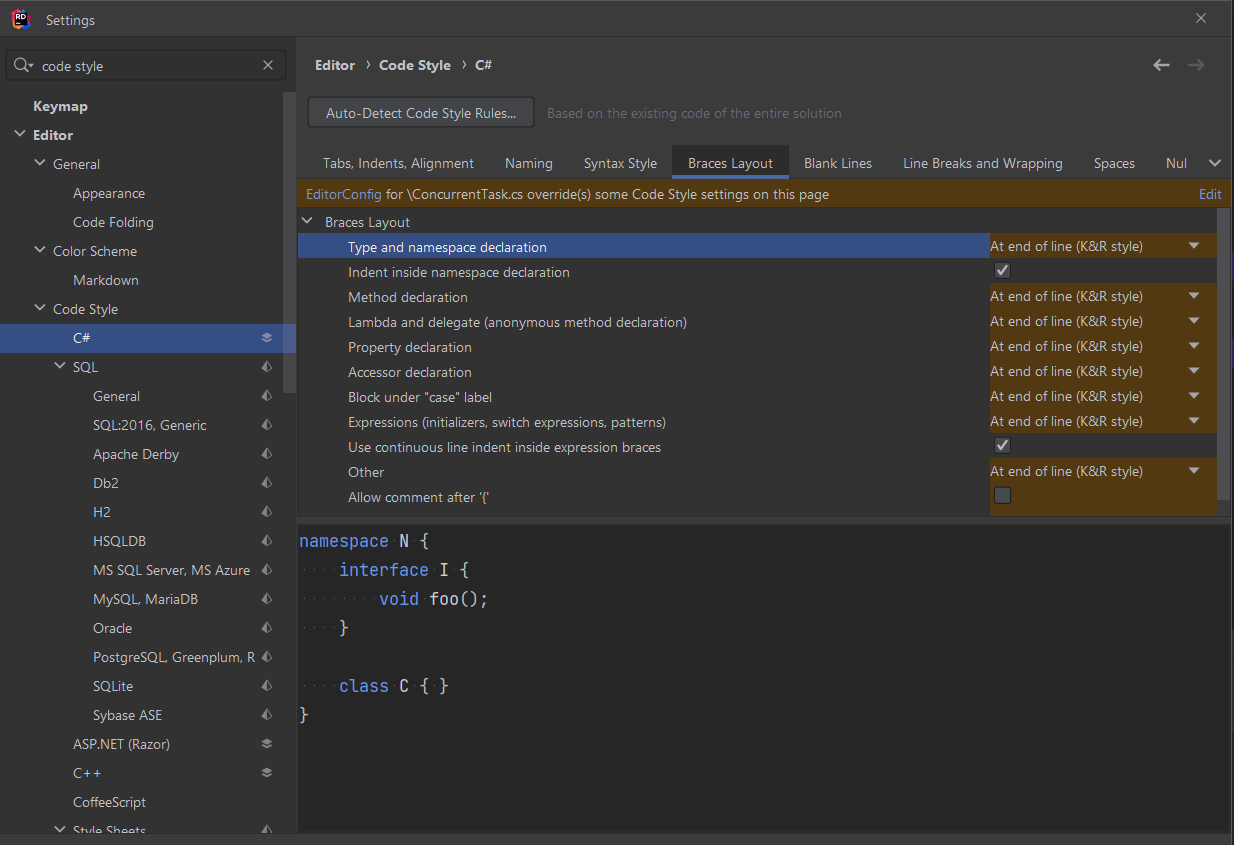 RD
Settings
code style
Keymap
Editor
General
Appearance
Code Folding
Color Scheme
Markdown
Code Style
C#
SQL
General
SQL:2016, Generic
Apache Derby
Db2
H2
HSQLDB
MS SQL Server, MS Azure
MySQL, MariaDB
Oracle
PostgreSQL, Greenplum, R
SQLite
Sybase ASE
ASP.NET (Razor)
C++
CoffeeScript
Style Sheets
Editor › Code Style › C#
Auto-Detect Code Style Rules... Based on the existing code of the entire solution
Tabs, Indents, Alignment Naming Syntax Style Braces Layout Blank Lines Line Breaks and Wrapping Spaces Nul
EditorConfig for \ConcurrentTask.cs override(s) some Code Style settings on this page Edit
Braces Layout
Type and namespace declaration At end of line (K&R style)
Indent inside namespace declaration
Method declaration At end of line (K&R style)
Lambda and delegate (anonymous method declaration) At end of line (K&R style)
Property declaration At end of line (K&R style)
Accessor declaration At end of line (K&R style)
Block under "case" label At end of line (K&R style)
Expressions (initializers, switch expressions, patterns) At end of line (K&R style)
Use continuous line indent inside expression braces
Other At end of line (K&R style)
Allow comment after '{'
namespace N {
    interface I {
        void foo();
    }
    class C { }
}